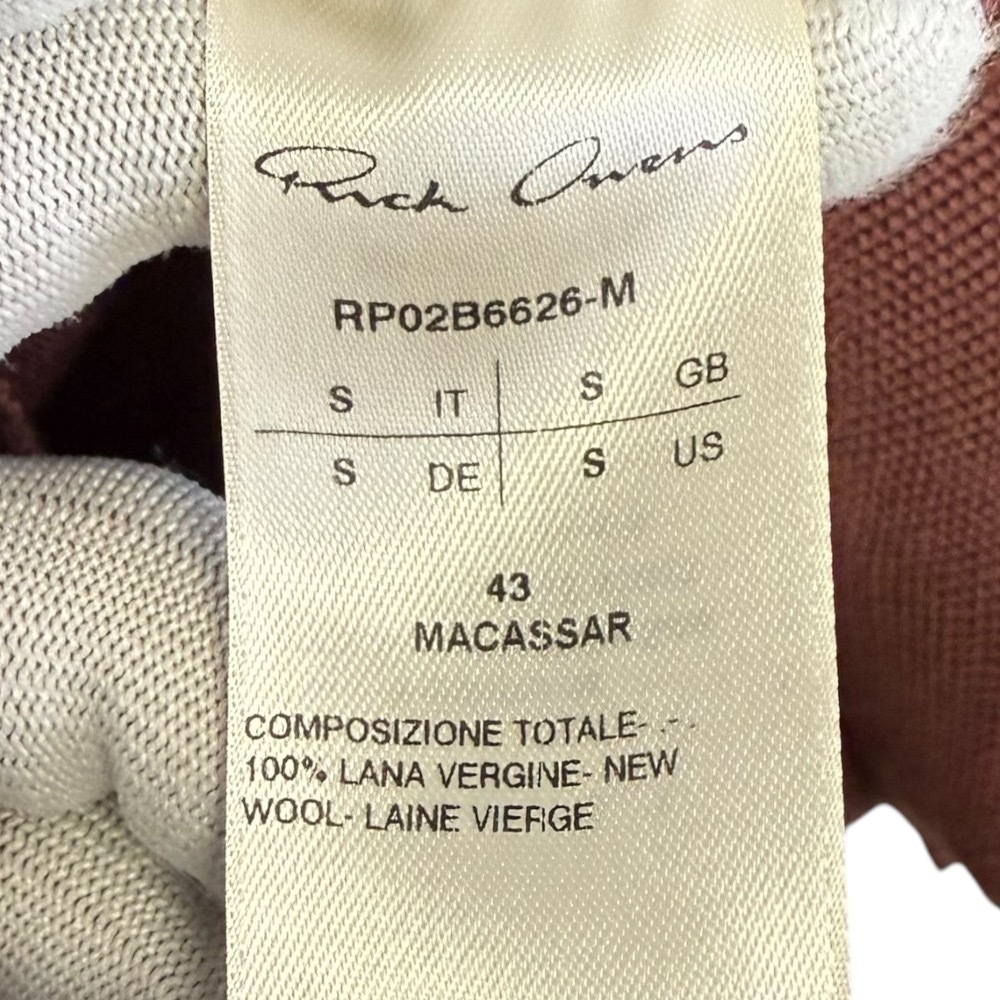 Rick Owens
RP02B6626-M
S IT S GB
S DE S US
43
MACASSAR
COMPOSIZIONE TOTALE-
100% LANA VERGINE- NEW
WOOL- LAINE VIERGE